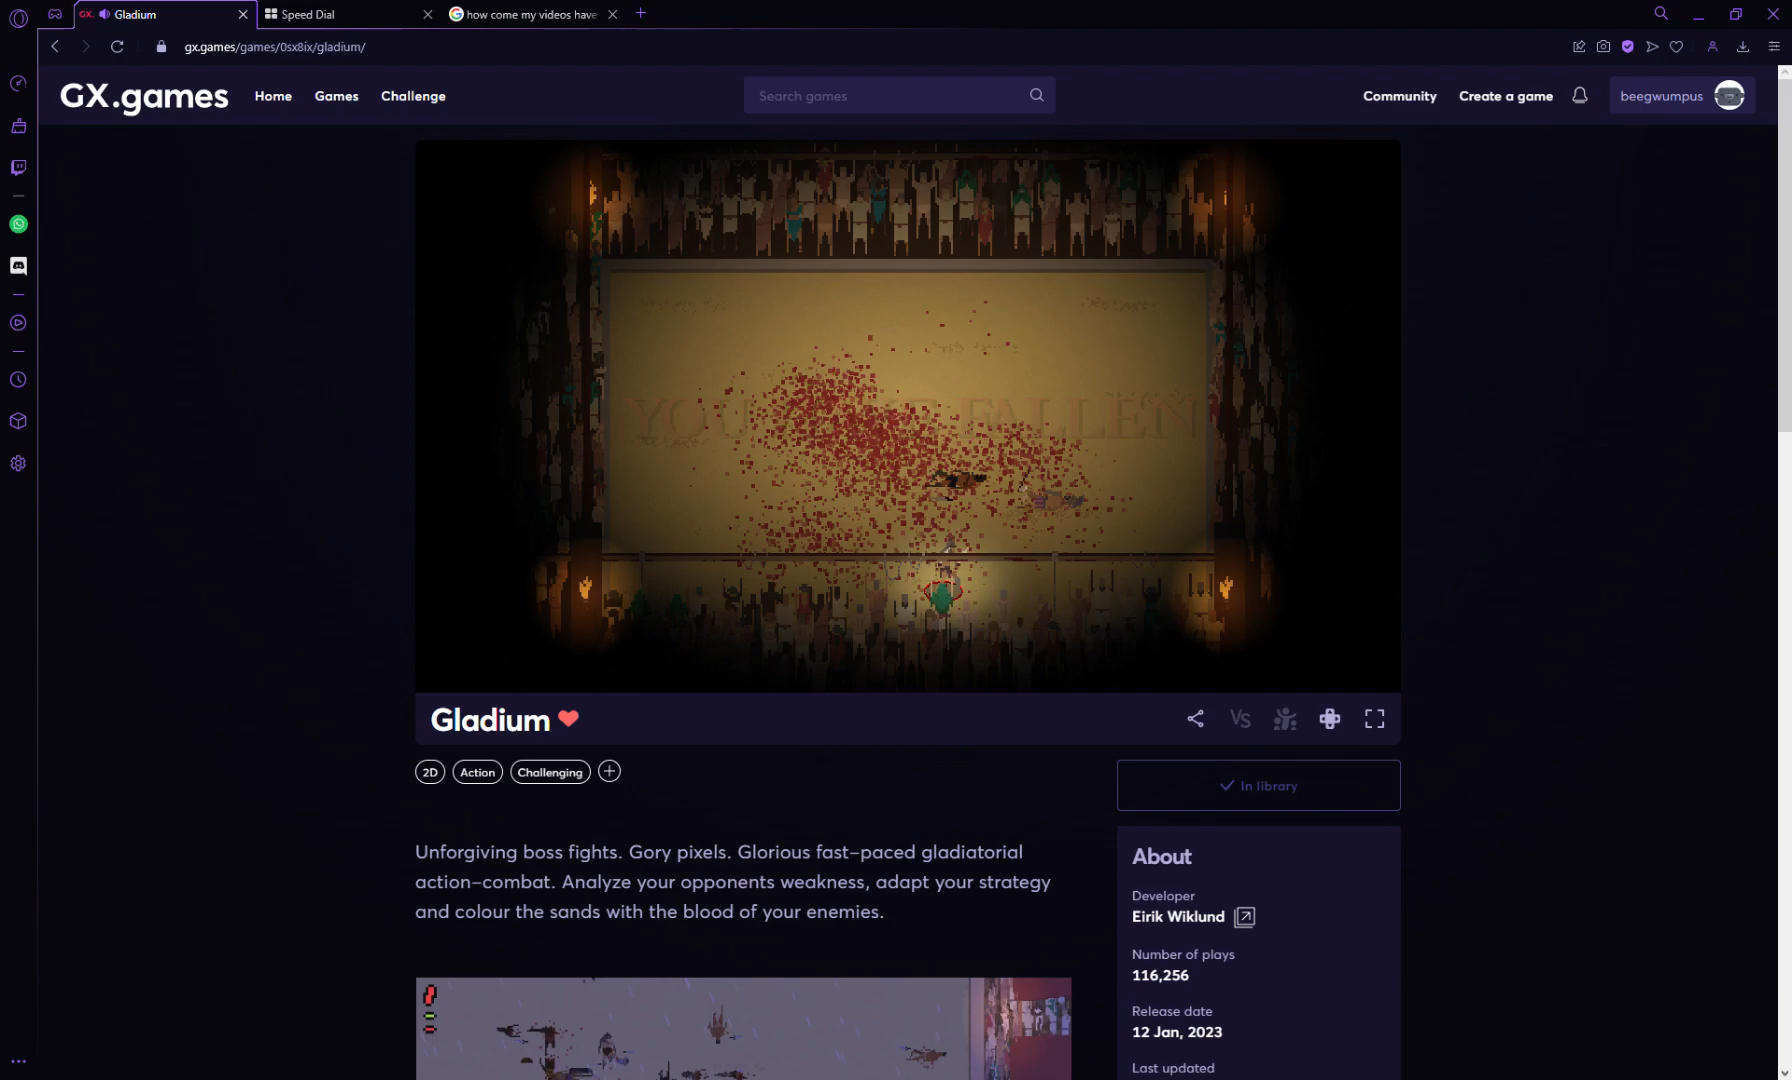 Gladium
Speed Dial
how come my videos have
gx.games/games/0sx8ix/gladium/
GX.games
Home
Games
Challenge
Search games
Community
Create a game
beegwumpus
YOU HAVE FALLEN
Gladium
VS
2D
Action
Challenging
In library
Unforgiving boss fights. Gory pixels. Glorious fast-paced gladiatorial
action-combat. Analyze your opponents weakness, adapt your strategy
and colour the sands with the blood of your enemies.
About
Developer
Eirik Wiklund
Number of plays
116,256
Release date
12 Jan, 2023
Last updated